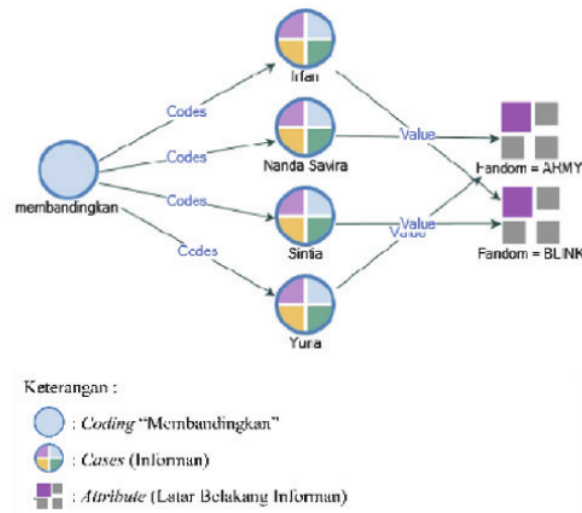 Irfan
Codes
Codes
Nanda Savira
Value
Fandom = ARMY
membandingkan
Codes
Sintia
Value
Value
Fandom = BLINK
Codes
Yura
Keterangan :
: Coding “Membandingkan”
: Cases (Informan)
: Attribute (Latar Belakang Informan)